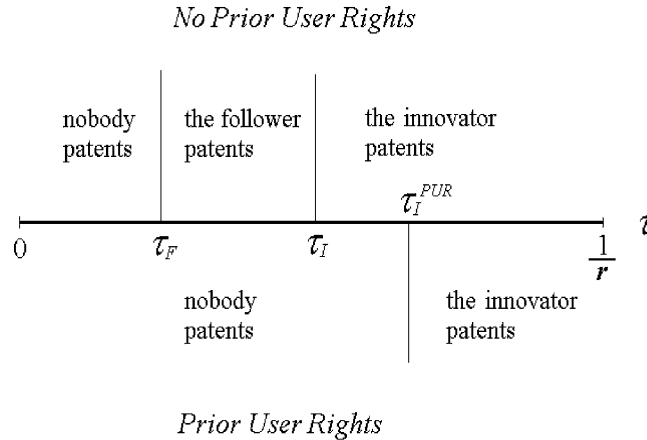 No Prior User Rights
nobody patents
the follower patents
the innovator patents
τ_I^PUR
τ
0
τ_F
τ_I
1/r
nobody patents
the innovator patents
Prior User Rights